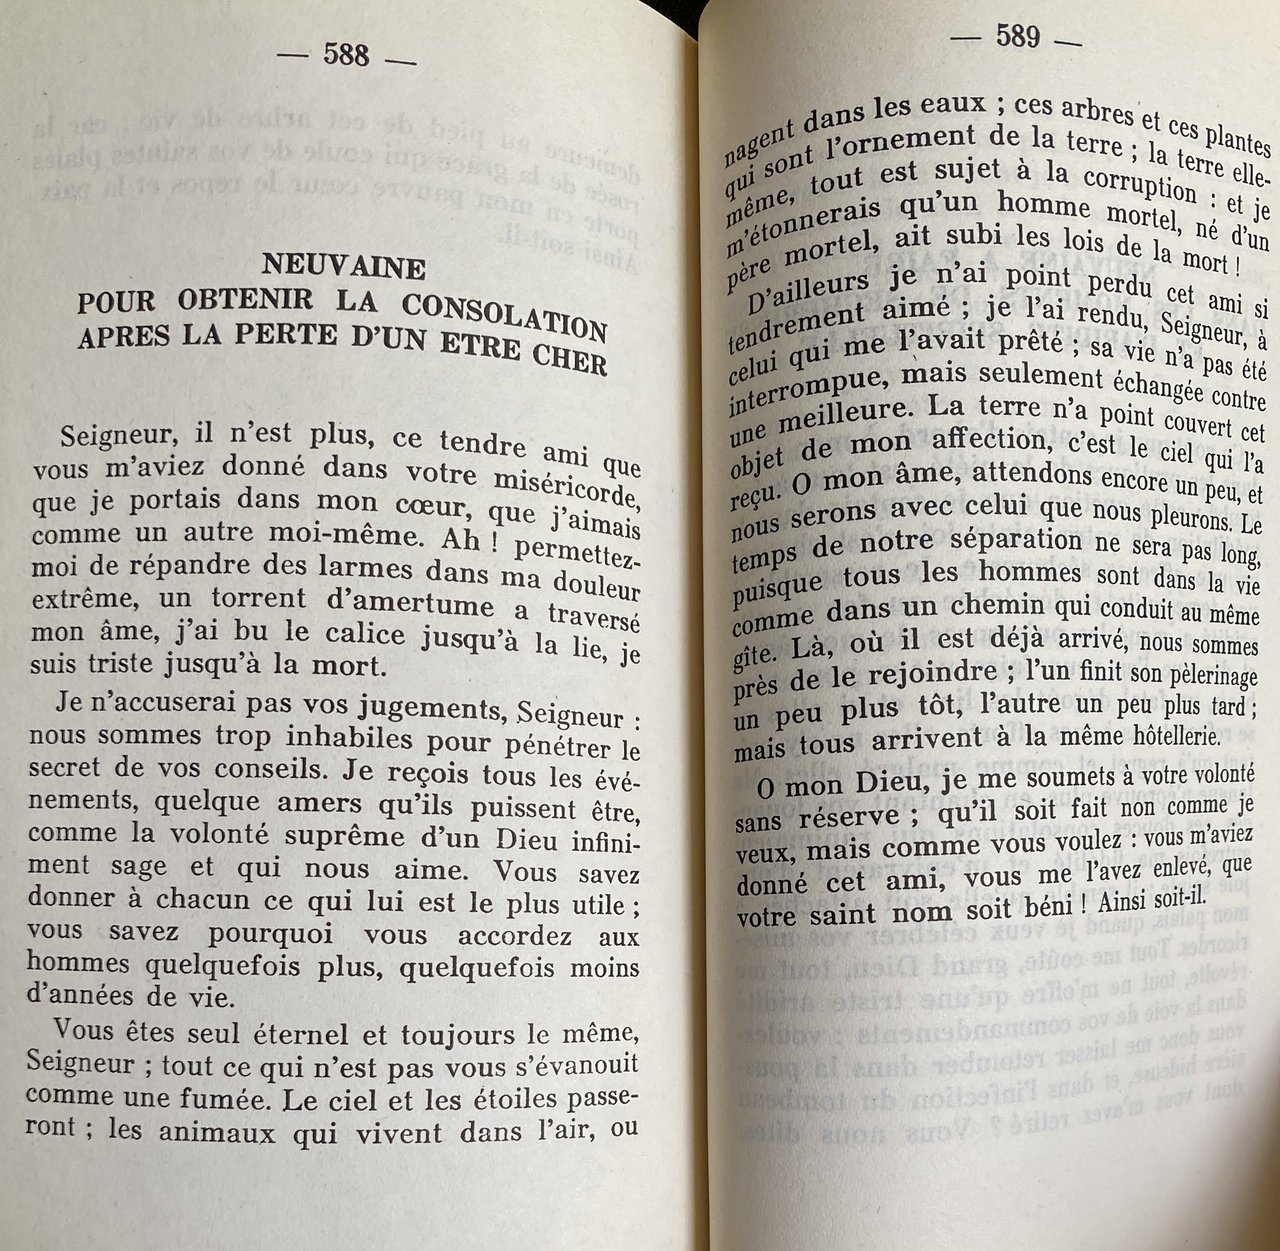 — 588 —
NEUVAINE
POUR OBTENIR LA CONSOLATION
APRES LA PERTE D'UN ETRE CHER
Seigneur, il n'est plus, ce tendre ami que
vous m'aviez donné dans votre miséricorde,
que je portais dans mon cœur, que j'aimais
comme un autre moi-même. Ah ! permettez-
moi de répandre des larmes dans ma douleur
extrême, un torrent d'amertume a traversé
mon âme, j'ai bu le calice jusqu'à la lie, je
suis triste jusqu'à la mort.
Je n'accuserai pas vos jugements, Seigneur :
nous sommes trop inhabiles pour pénétrer le
secret de vos conseils. Je reçois tous les évé-
nements, quelque amers qu'ils puissent être,
comme la volonté suprême d'un Dieu infini-
ment sage et qui nous aime. Vous savez
donner à chacun ce qui lui est le plus utile ;
vous savez pourquoi vous accordez aux
hommes quelquefois plus, quelquefois moins
d'années de vie.
Vous êtes seul éternel et toujours le même,
Seigneur ; tout ce qui n'est pas vous s'évanouit
comme une fumée. Le ciel et les étoiles passe-
ront ; les animaux qui vivent dans l'air, ou
— 589 —
nagent dans les eaux ; ces arbres et ces plantes
qui sont l'ornement de la terre ; la terre elle-
même, tout est sujet à la corruption : et je
m'étonnerais qu'un homme mortel, né d'un
père mortel, ait subi les lois de la mort !
D'ailleurs je n'ai point perdu cet ami si
tendrement aimé ; je l'ai rendu, Seigneur, à
celui qui me l'avait prêté ; sa vie n'a pas été
interrompue, mais seulement échangée contre
une meilleure. La terre n'a point couvert cet
objet de mon affection, c'est le ciel qui l'a
reçu. O mon âme, attendons encore un peu, et
nous serons avec celui que nous pleurons. Le
temps de notre séparation ne sera pas long,
puisque tous les hommes sont dans la vie
comme dans un chemin qui conduit au même
gîte. Là, où il est déjà arrivé, nous sommes
près de le rejoindre ; l'un finit son pèlerinage
un peu plus tôt, l'autre un peu plus tard ;
mais tous arrivent à la même hôtellerie.
O mon Dieu, je me soumets à votre volonté
sans réserve ; qu'il soit fait non comme je
veux, mais comme vous voulez : vous m'aviez
donné cet ami, vous me l'avez enlevé, que
votre saint nom soit béni ! Ainsi soit-il.